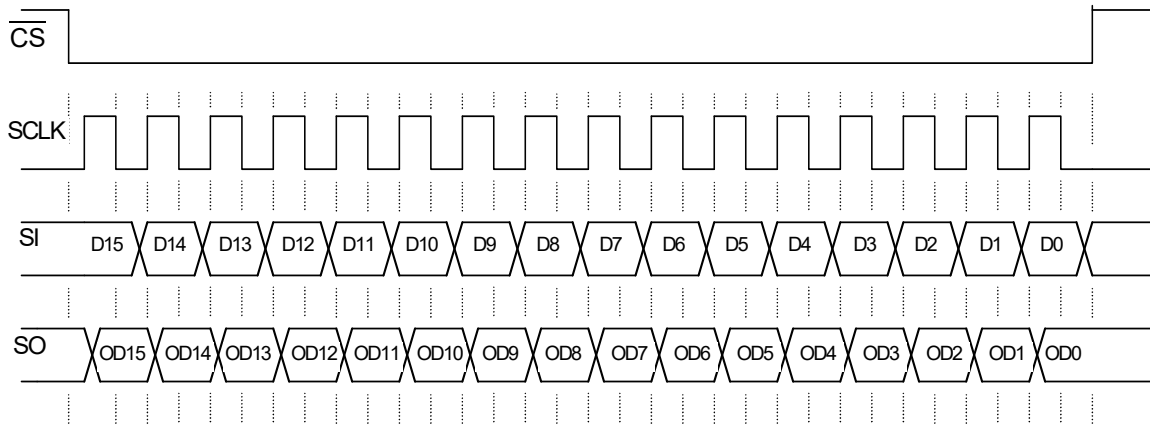 CS
SCLK
SI D15 D14 D13 D12 D11 D10 D9 D8 D7 D6 D5 D4 D3 D2 D1 D0
SO OD15 OD14 OD13 OD12 OD11 OD10 OD9 OD8 OD7 OD6 OD5 OD4 OD3 OD2 OD1 OD0